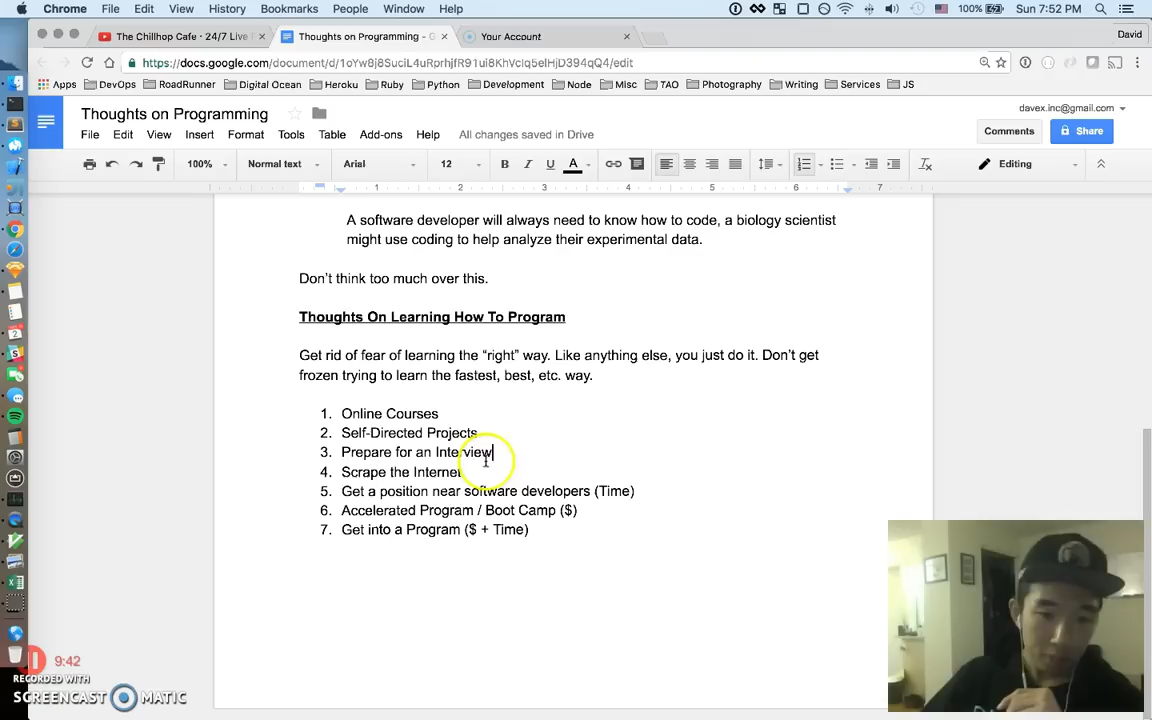 Chrome File Edit View History Bookmarks People Window Help 100% Sun 7:52 PM
The Chillhop Cafe · 24/7 Live Thoughts on Programming - G Your Account David
https://docs.google.com/document/d/1oYw8j8SuciL4uRprhjfR91ui8KhVcIq5eIHjD394qQ4/edit
Apps DevOps RoadRunner Digital Ocean Heroku Ruby Python Development Node Misc TAO Photography Writing Services JS
Thoughts on Programming davex.inc@gmail.com
File Edit View Insert Format Tools Table Add-ons Help All changes saved in Drive Comments Share
100% Normal text Arial 12 B I U A Editing
1 2 3 4 5 6 7
A software developer will always need to know how to code, a biology scientist
might use coding to help analyze their experimental data.
Don't think too much over this.
Thoughts On Learning How To Program
Get rid of fear of learning the “right” way. Like anything else, you just do it. Don't get
frozen trying to learn the fastest, best, etc. way.
1. Online Courses
2. Self-Directed Projects
3. Prepare for an Interview
4. Scrape the Internet
5. Get a position near software developers (Time)
6. Accelerated Program / Boot Camp ($)
7. Get into a Program ($ + Time)
9:42
RECORDED WITH
SCREENCAST MATIC